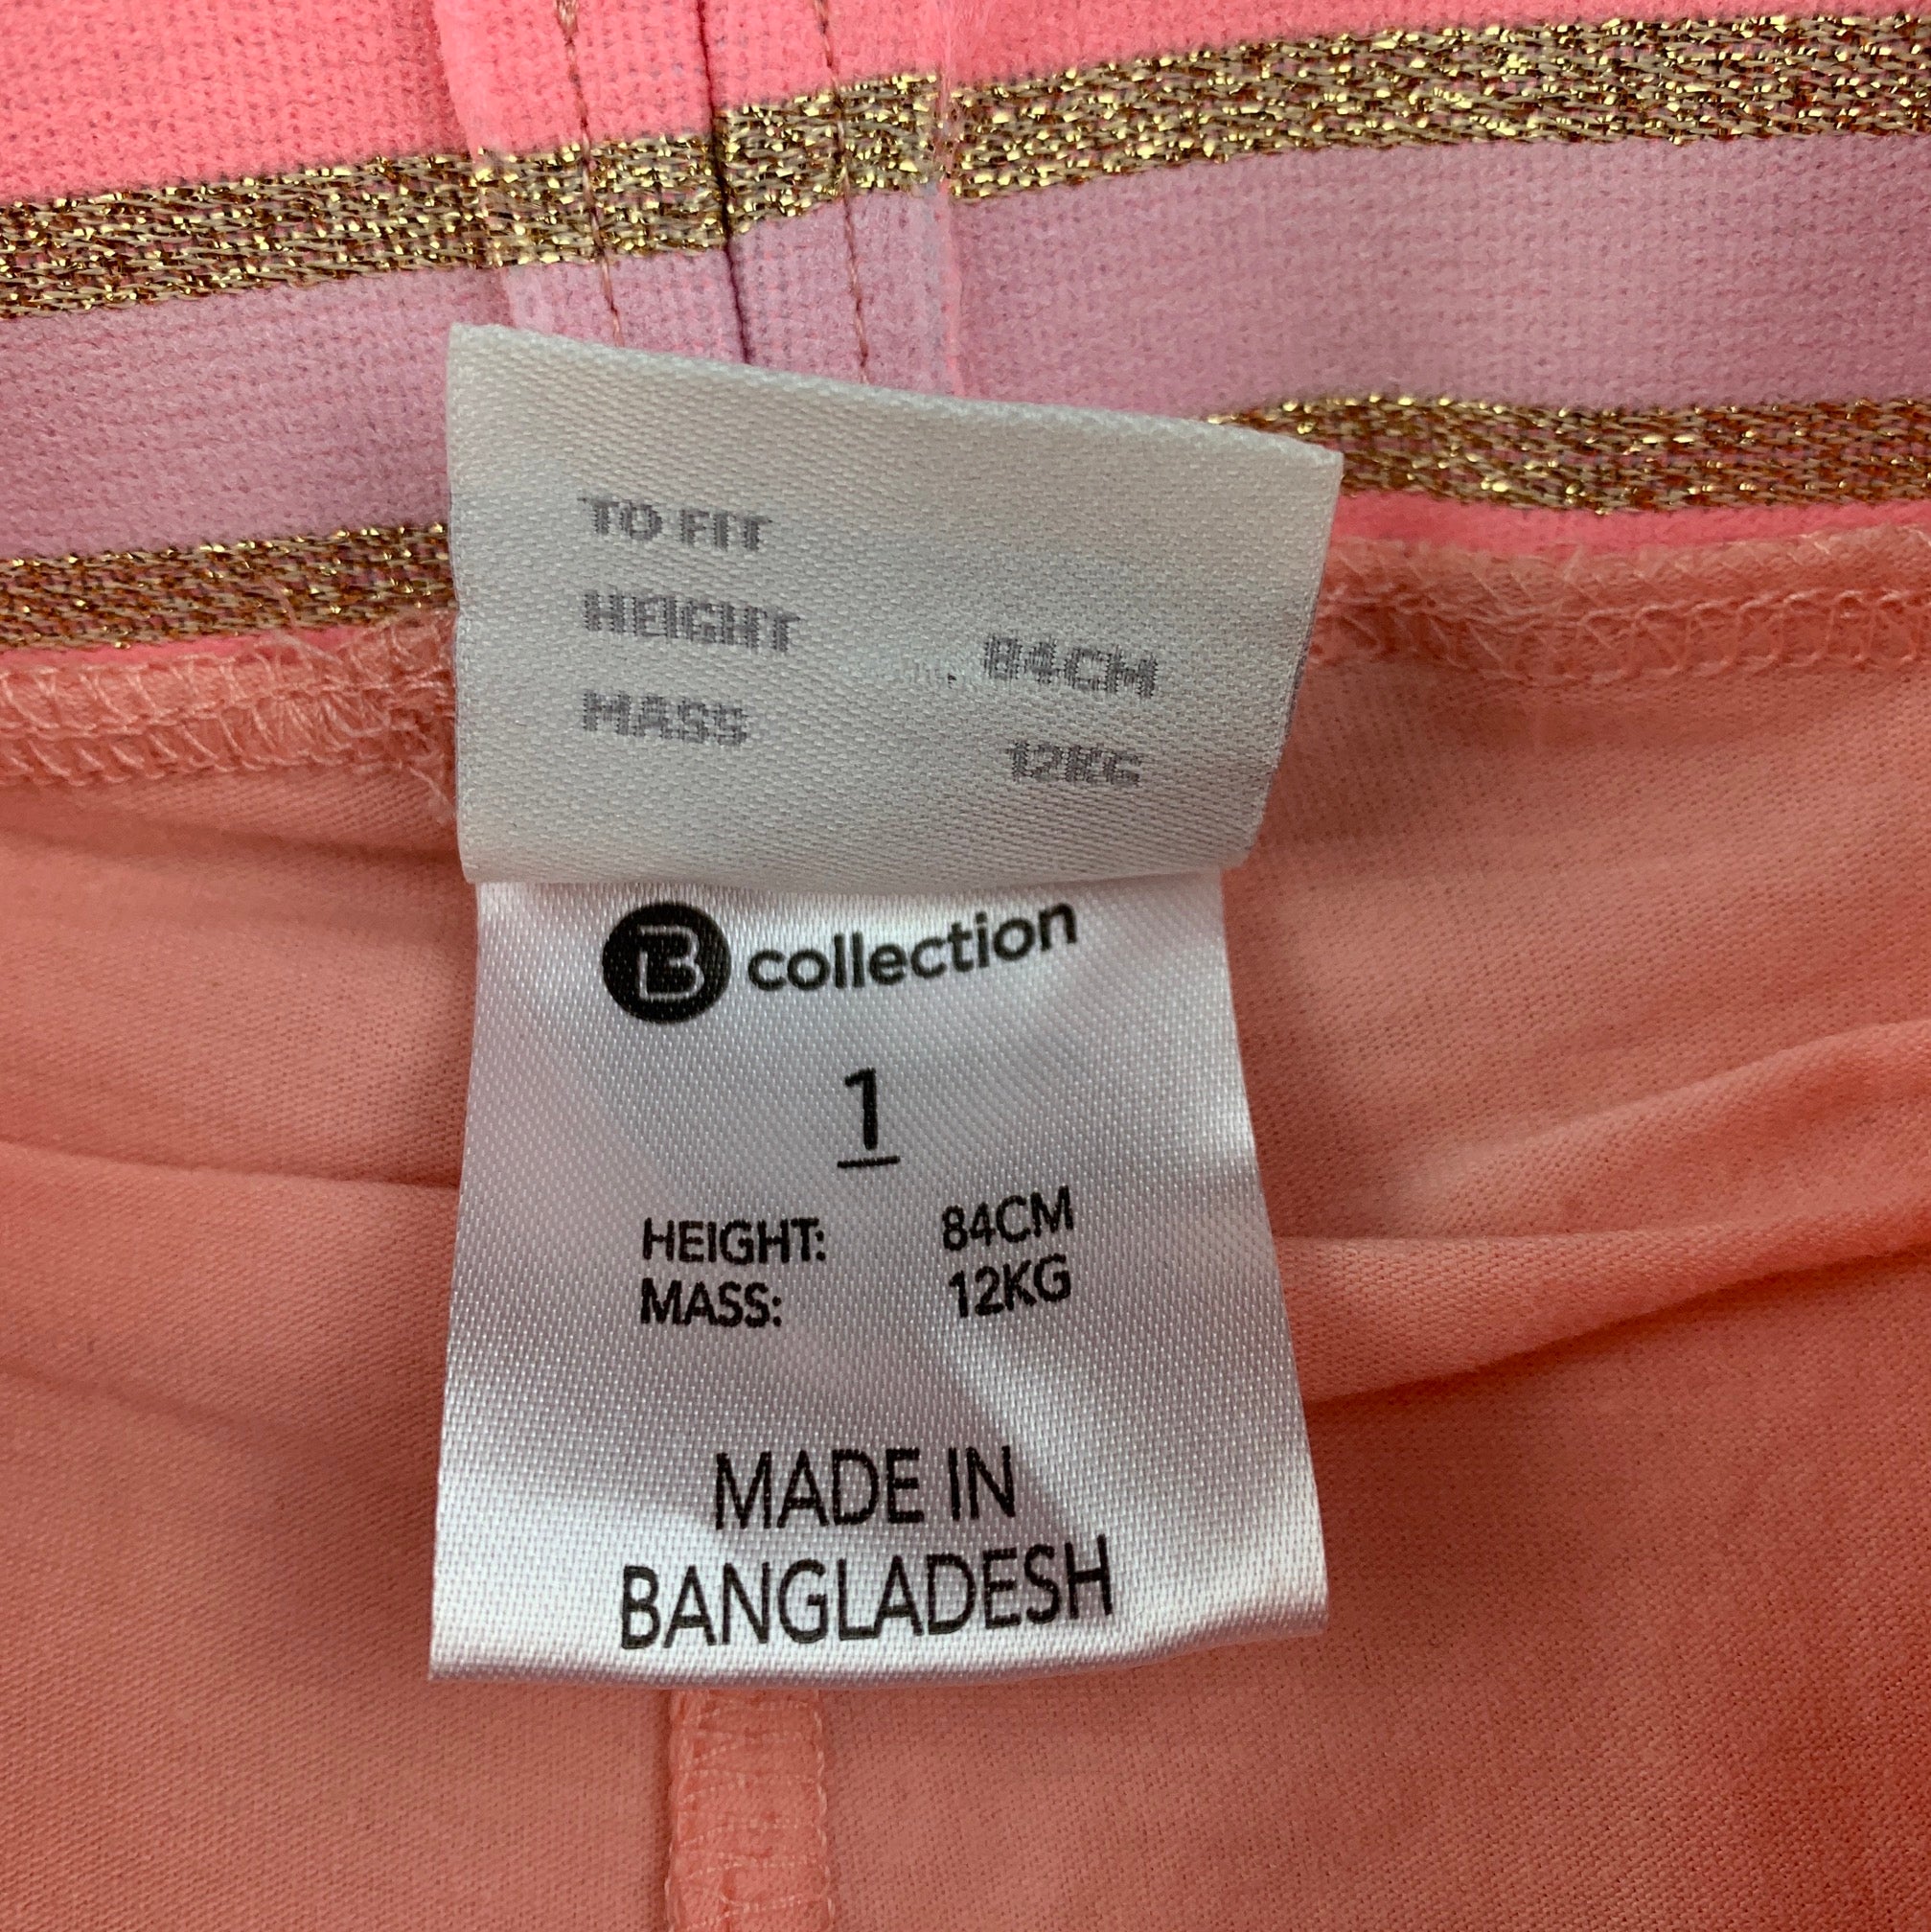 TO FIT
HEIGHT 84CM
MASS 12KG
B collection
1
HEIGHT: 84CM
MASS: 12KG
MADE IN
BANGLADESH